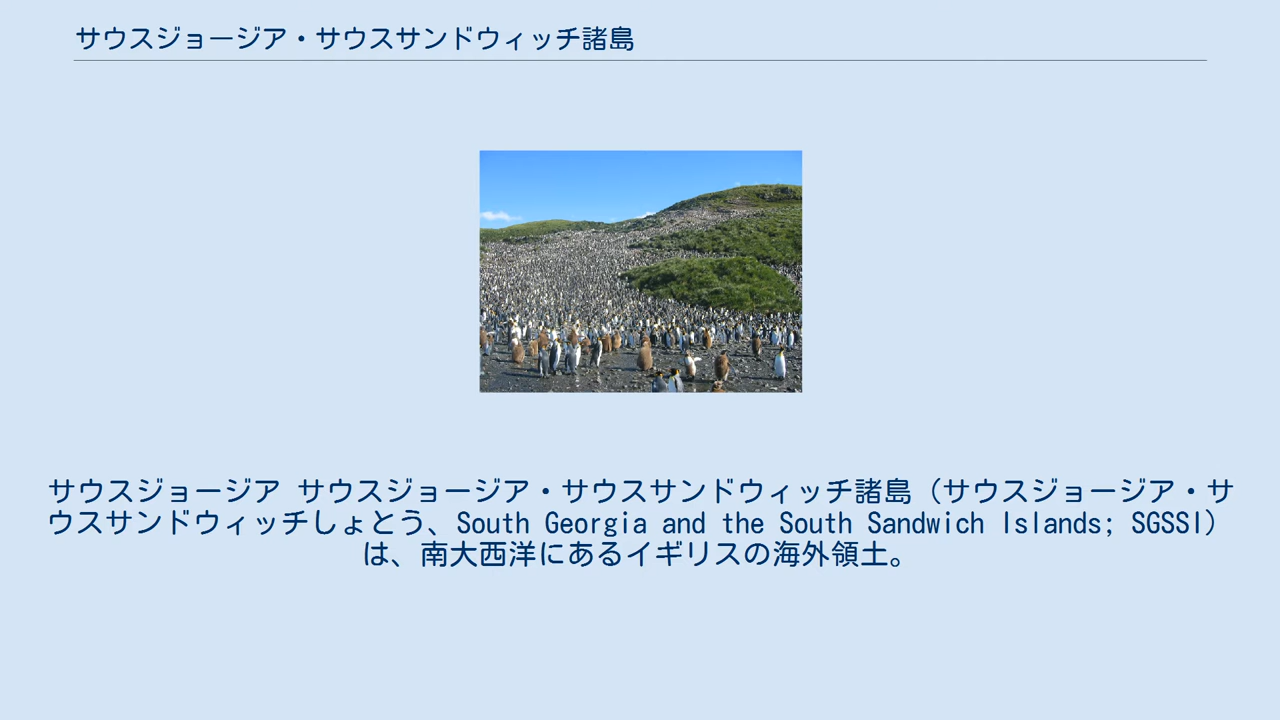 サウスジョージア・サウスサンドウィッチ諸島
サウスジョージア サウスジョージア・サウスサンドウィッチ諸島（サウスジョージア・サ
ウスサンドウィッチしょとう、South Georgia and the South Sandwich Islands; SGSSI）
は、南大西洋にあるイギリスの海外領土。